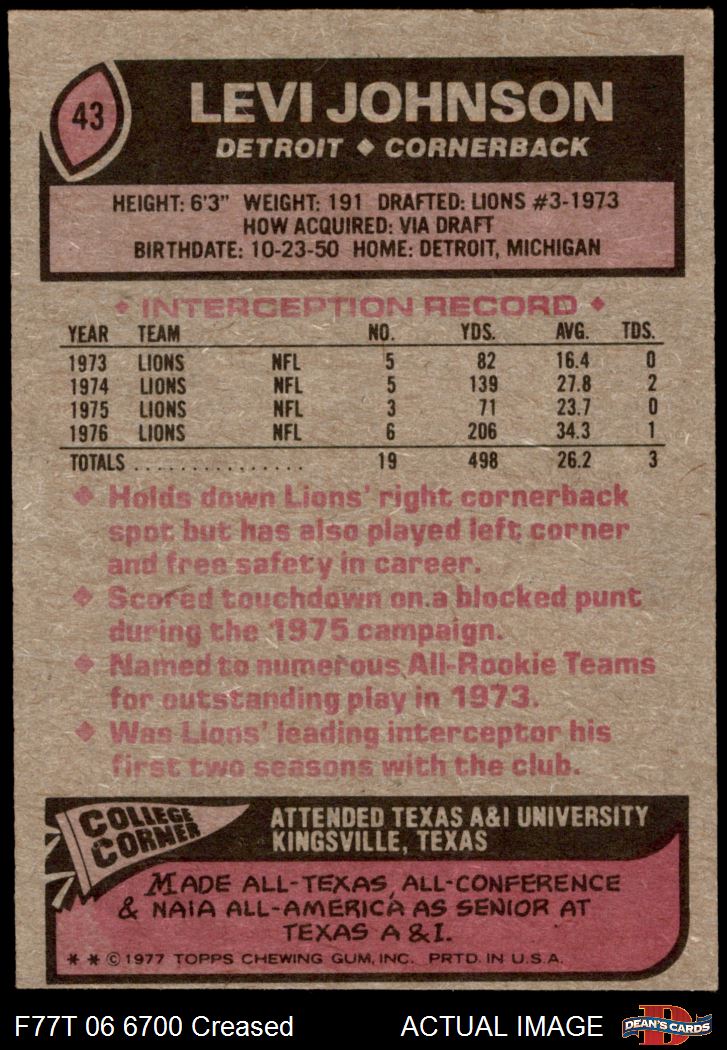 43
LEVI JOHNSON
DETROIT ◆ CORNERBACK
HEIGHT: 6'3" WEIGHT: 191 DRAFTED: LIONS #3-1973
HOW ACQUIRED: VIA DRAFT
BIRTHDATE: 10-23-50 HOME: DETROIT, MICHIGAN
◆ INTERCEPTION RECORD ◆
YEAR TEAM NO. YDS. AVG. TDS.
1973 LIONS NFL 5 82 16.4 0
1974 LIONS NFL 5 139 27.8 2
1975 LIONS NFL 3 71 23.7 0
1976 LIONS NFL 6 206 34.3 1
TOTALS ................ 19 498 26.2 3
◆ Holds down Lions' right cornerback
spot but has also played left corner
and free safety in career.
◆ Scored touchdown on a blocked punt
during the 1975 campaign.
◆ Named to numerous All-Rookie Teams
for outstanding play in 1973.
◆ Was Lions' leading interceptor his
first two seasons with the club.
COLLEGE
CORNER
ATTENDED TEXAS A&I UNIVERSITY
KINGSVILLE, TEXAS
MADE ALL-TEXAS, ALL-CONFERENCE
& NAIA ALL-AMERICA AS SENIOR AT
TEXAS A & I.
* * © 1977 TOPPS CHEWING GUM, INC. PRTD. IN U.S.A.
F77T 06 6700 Creased ACTUAL IMAGE
D
DEAN'S CARDS